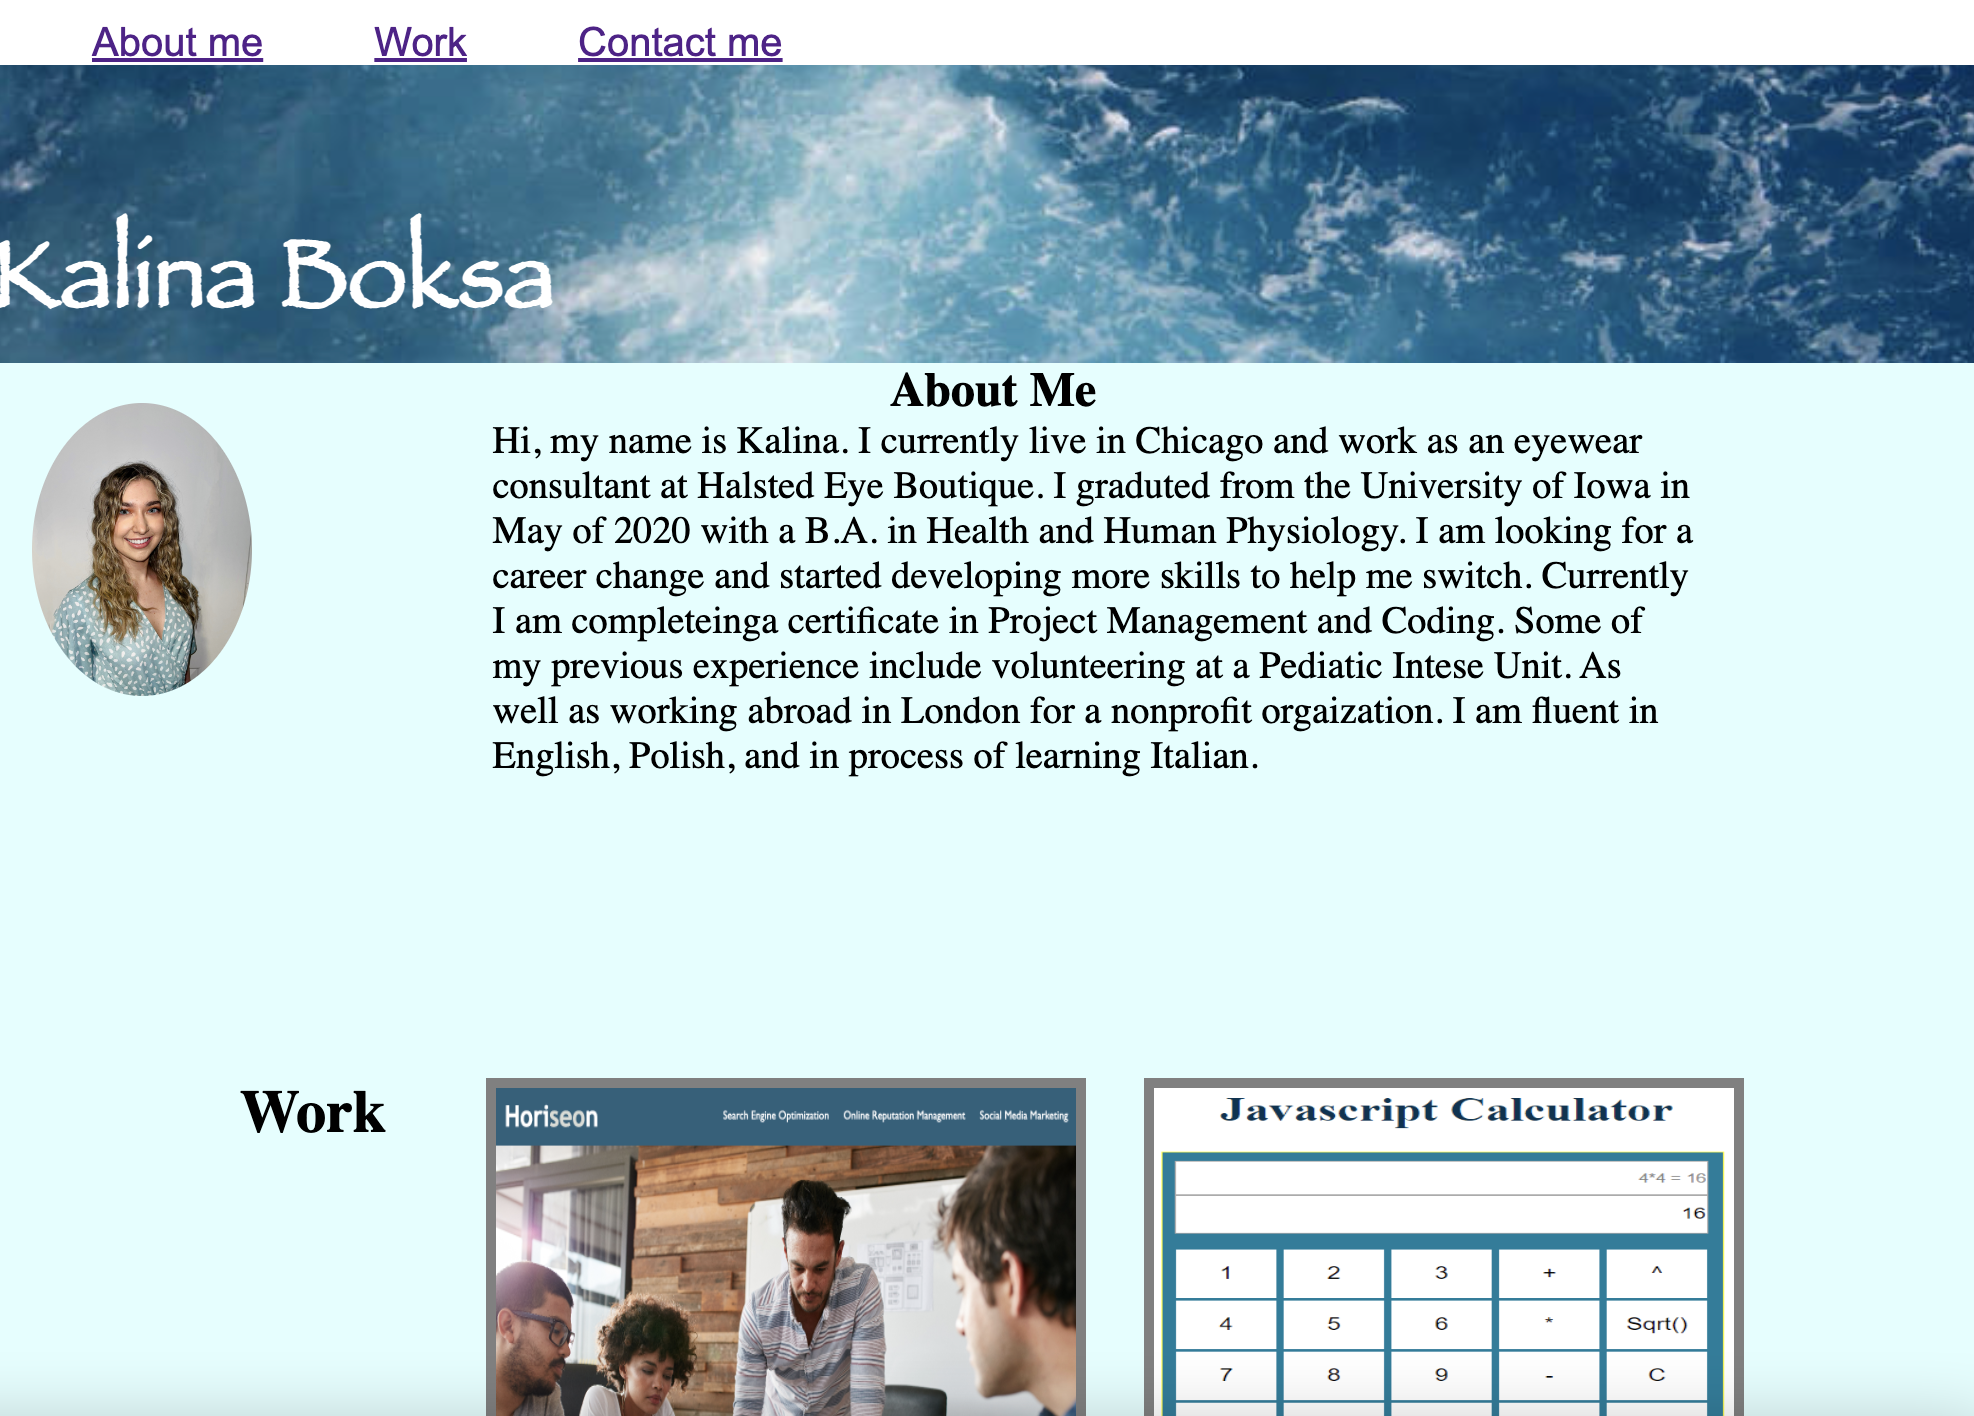 About me Work Contact me
Kalina Boksa
About Me
Hi, my name is Kalina. I currently live in Chicago and work as an eyewear
consultant at Halsted Eye Boutique. I graduted from the University of Iowa in
May of 2020 with a B.A. in Health and Human Physiology. I am looking for a
career change and started developing more skills to help me switch. Currently
I am completeinga certificate in Project Management and Coding. Some of
my previous experience include volunteering at a Pediatic Intese Unit. As
well as working abroad in London for a nonprofit orgaization. I am fluent in
English, Polish, and in process of learning Italian.
Work
Horiseon Search Engine Optimization Online Reputation Management Social Media Marketing
Javascript Calculator
4*4 = 16
16
1 2 3 + ^
4 5 6 * Sqrt()
7 8 9 - C